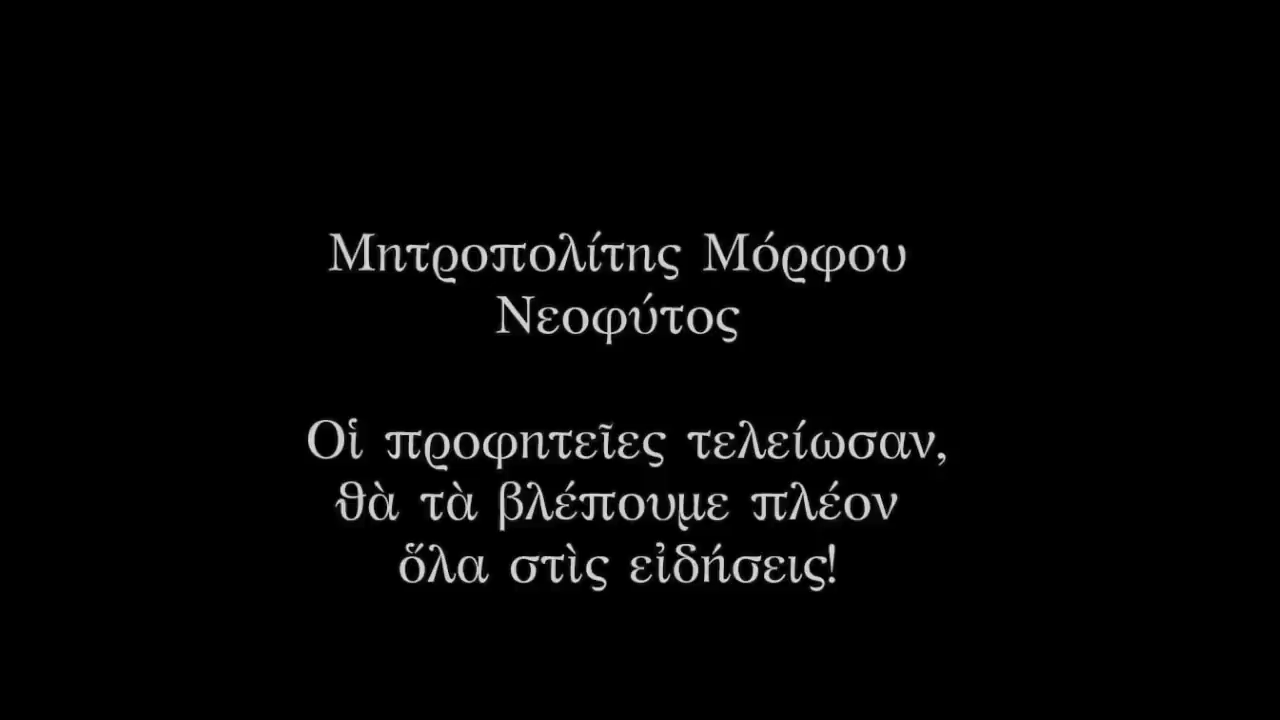 Μητροπολίτης Μόρφου
Νεοφύτος
Οἱ προφητεῖες τελείωσαν,
θὰ τὰ βλέπουμε πλέον
ὅλα στὶς εἰδήσεις!